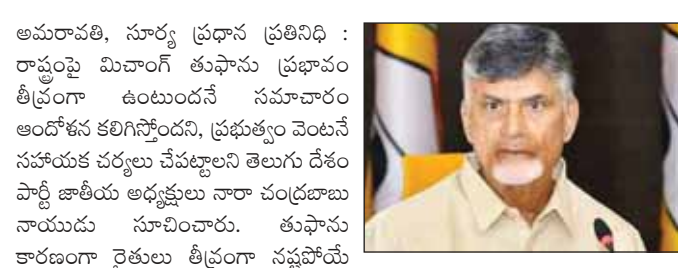 అమరావతి, సూర్య ప్రధాన ప్రతినిధి :
రాష్ట్రంపై మిచాంగ్ తుఫాను ప్రభావం
తీవ్రంగా ఉంటుందనే సమాచారం
ఆందోళన కలిగిస్తోందని, ప్రభుత్వం వెంటనే
సహాయక చర్యలు చేపట్టాలని తెలుగు దేశం
పార్టీ జాతీయ అధ్యక్షులు నారా చంద్రబాబు
నాయుడు సూచించారు. తుఫాను
కారణంగా రైతులు తీవ్రంగా నష్టపోయే